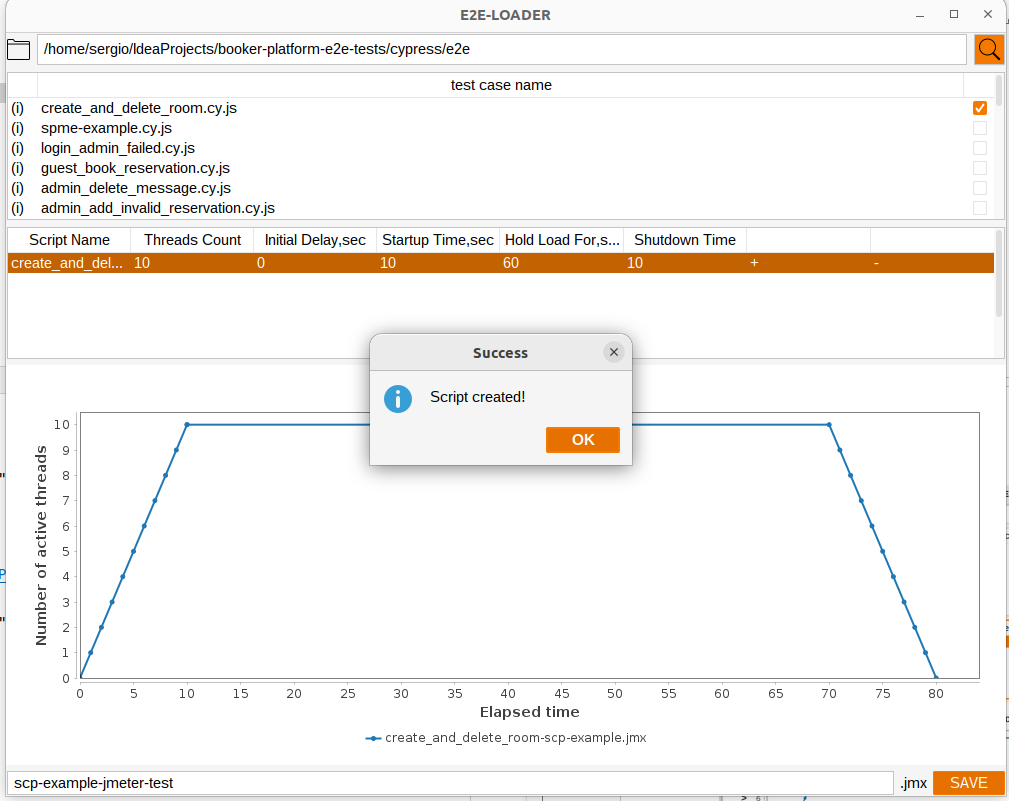 E2E-LOADER
/home/sergio/IdeaProjects/booker-platform-e2e-tests/cypress/e2e
test case name
(i) create_and_delete_room.cy.js
(i) spme-example.cy.js
(i) login_admin_failed.cy.js
(i) guest_book_reservation.cy.js
(i) admin_delete_message.cy.js
(i) admin_add_invalid_reservation.cy.js
Script Name Threads Count Initial Delay,sec Startup Time,sec Hold Load For,s... Shutdown Time
create_and_del... 10 0 10 60 10 + -
Success
Script created!
OK
Number of active threads
10
9
8
7
6
5
4
3
2
1
0
0 5 10 15 20 25 30 35 40 45 50 55 60 65 70 75 80
Elapsed time
create_and_delete_room-scp-example.jmx
scp-example-jmeter-test .jmx SAVE